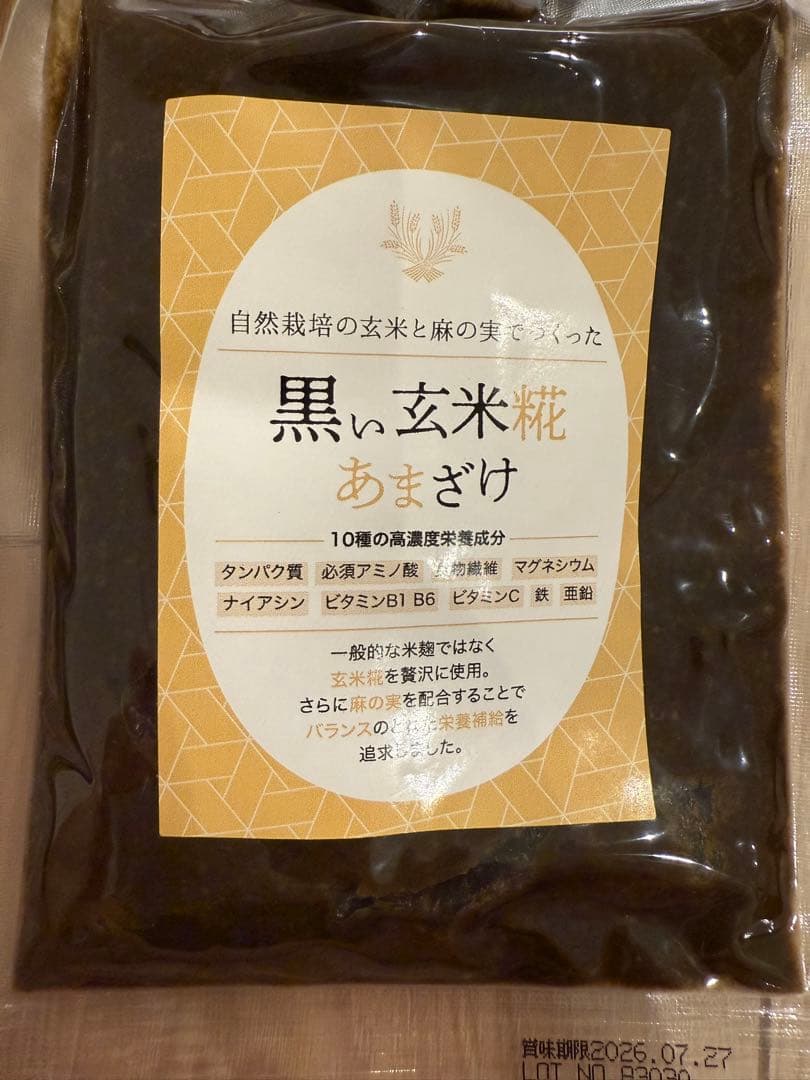 自然栽培の玄米と麻の実でつくった
黒い玄米糀
あまざけ
10種の高濃度栄養成分
タンパク質 必須アミノ酸 物繊維 マグネシウム
ナイアシン ビタミンB1 B6 ビタミンC 鉄 亜鉛
一般的な米麹ではなく
玄米糀を贅沢に使用。
さらに麻の実を配合することで
バランスのとれた栄養補給を
追求しました。
賞味期限2026.07.27
LOT NO